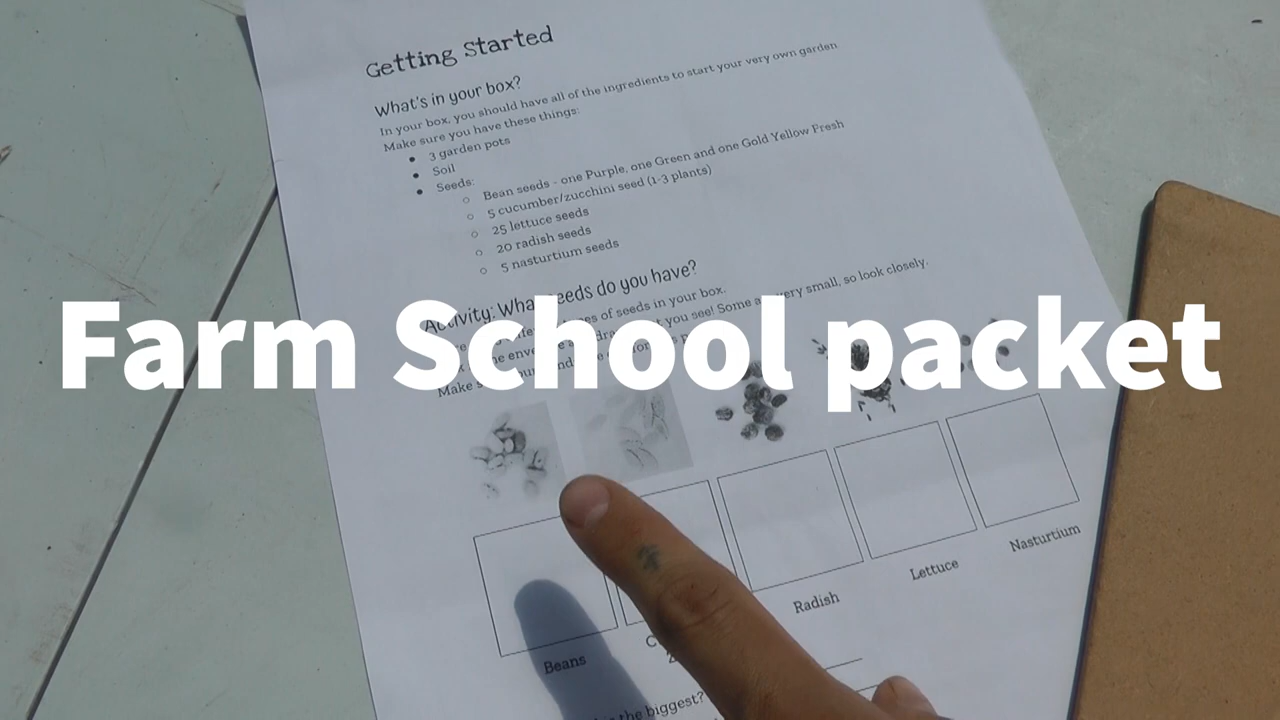 Getting Started
What's in your box?
In your box, you should have all of the ingredients to start your very own garden
Make sure you have these things:
3 garden pots
Soil
Seeds:
Bean seeds - one Purple, one Green and one Gold Yellow Fresh
5 cucumber/zucchini seed (1-3 plants)
25 lettuce seeds
20 radish seeds
5 nasturtium seeds
Activity: What seeds do you have?
of seeds in your box.
you see! Some are very small, so look closely.
Make
Farm School packet
Beans
Radish
Lettuce
Nasturtium
the biggest?